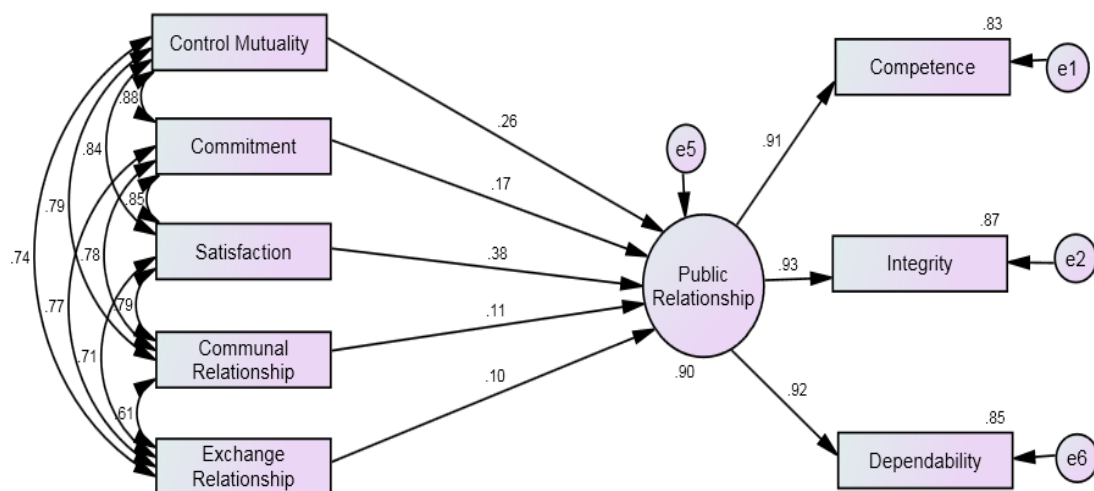 .83
Control Mutuality
Competence
e1
.88
.26
e5
.91
Commitment
.84
.17
.85
.79
.87
.74
Satisfaction
.38
Public
Relationship
.93
Integrity
e2
.78
.77
.79
.11
.71
Communal
Relationship
.90
.10
.92
.61
.85
Exchange
Relationship
Dependability
e6